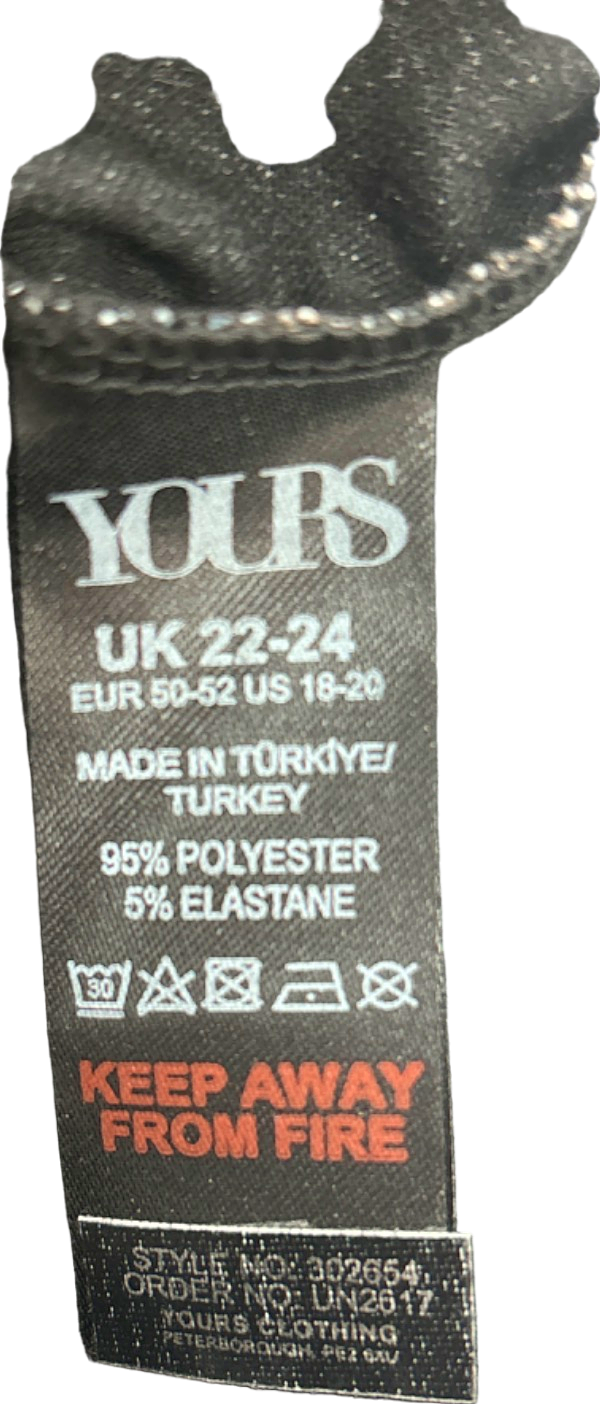 YOURS
UK 22-24
EUR 50-52 US 18-20
MADE IN TÜRKİYE/
TURKEY
95% POLYESTER
5% ELASTANE
30
KEEP AWAY
FROM FIRE
STYLE NO: 302654
ORDER NO: UN2617
YOURS CLOTHING
PETERBOROUGH, PE2